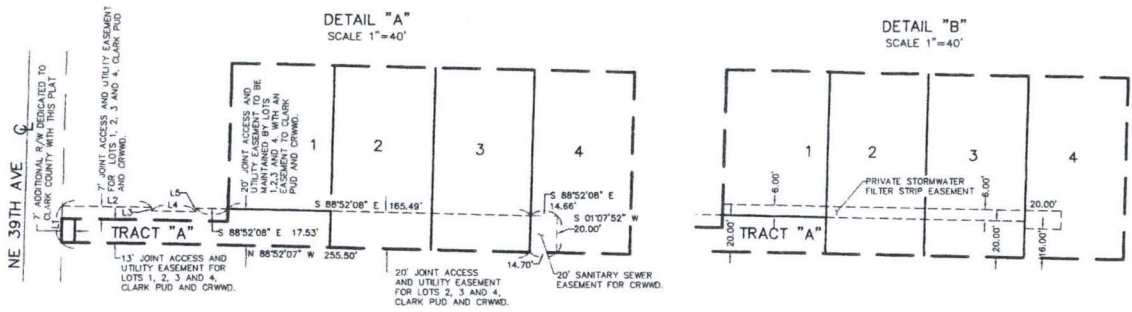 DETAIL "A"
SCALE 1"=40'
NE 39TH AVE
7' ADDITIONAL R/W DEDICATED TO
CLARK COUNTY WITH THIS PLAT
7' JOINT ACCESS AND UTILITY EASEMENT
FOR LOTS 1, 2, 3 AND 4, CLARK PUD
AND CRWWD.
L1
L2
L3
L4
L5
20' JOINT ACCESS AND
UTILITY EASEMENT TO BE
MAINTAINED BY LOTS
1,2,3 AND 4. WITH AN
EASEMENT TO CLARK
PUD AND CRWWD.
1
2
3
4
S 88°52'08" E 165.49'
S 88°52'08" E
14.66'
S 01°07'52" W
20.00'
TRACT "A"
S 88°52'08" E 17.53'
N 88°52'07" W 255.50'
14.70'
13' JOINT ACCESS AND
UTILITY EASEMENT FOR
LOTS 1, 2, 3 AND 4,
CLARK PUD AND CRWWD.
20' JOINT ACCESS
AND UTILITY EASEMENT
FOR LOTS 2, 3 AND 4,
CLARK PUD AND CRWWD.
20' SANITARY SEWER
EASEMENT FOR CRWWD.
DETAIL "B"
SCALE 1"=40'
1
2
3
4
6.00'
PRIVATE STORMWATER
FILTER STRIP EASEMENT
6.00'
20.00'
TRACT "A"
20.00'
20.00'
16.00'